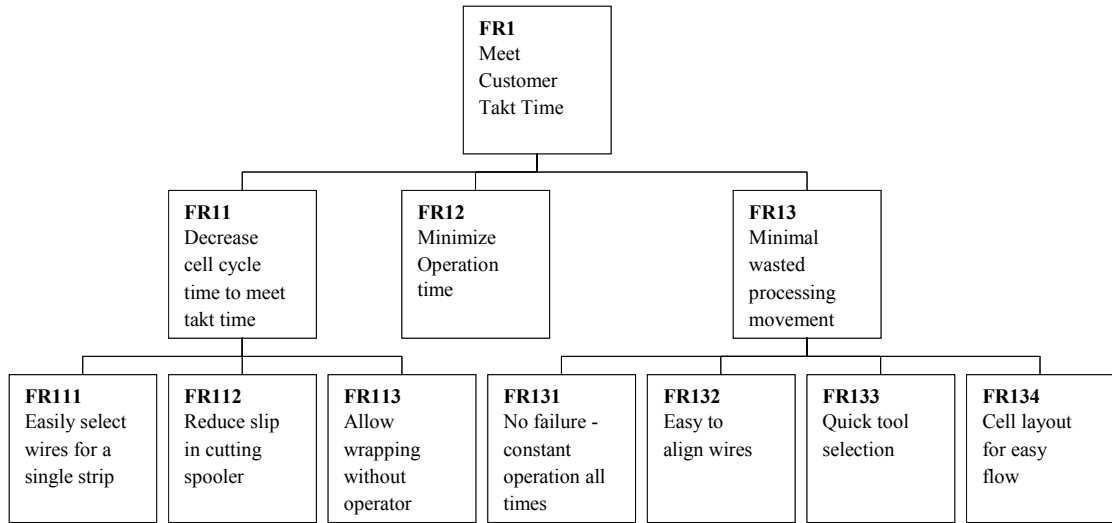 FR1
Meet
Customer
Takt Time
FR11
Decrease
cell cycle
time to meet
takt time
FR12
Minimize
Operation
time
FR13
Minimal
wasted
processing
movement
FR111
Easily select
wires for a
single strip
FR112
Reduce slip
in cutting
spooler
FR113
Allow
wrapping
without
operator
FR131
No failure -
constant
operation all
times
FR132
Easy to
align wires
FR133
Quick tool
selection
FR134
Cell layout
for easy
flow